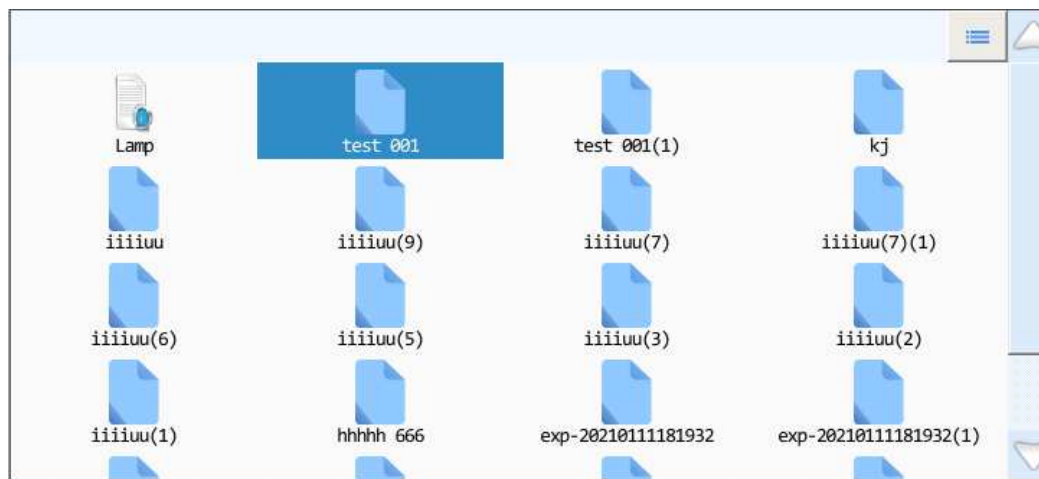 Lamp
test 001
test 001(1)
kj
iiiiuu
iiiiuu(9)
iiiiuu(7)
iiiiuu(7)(1)
iiiiuu(6)
iiiiuu(5)
iiiiuu(3)
iiiiuu(2)
iiiiuu(1)
hhhhh 666
exp-20210111181932
exp-20210111181932(1)